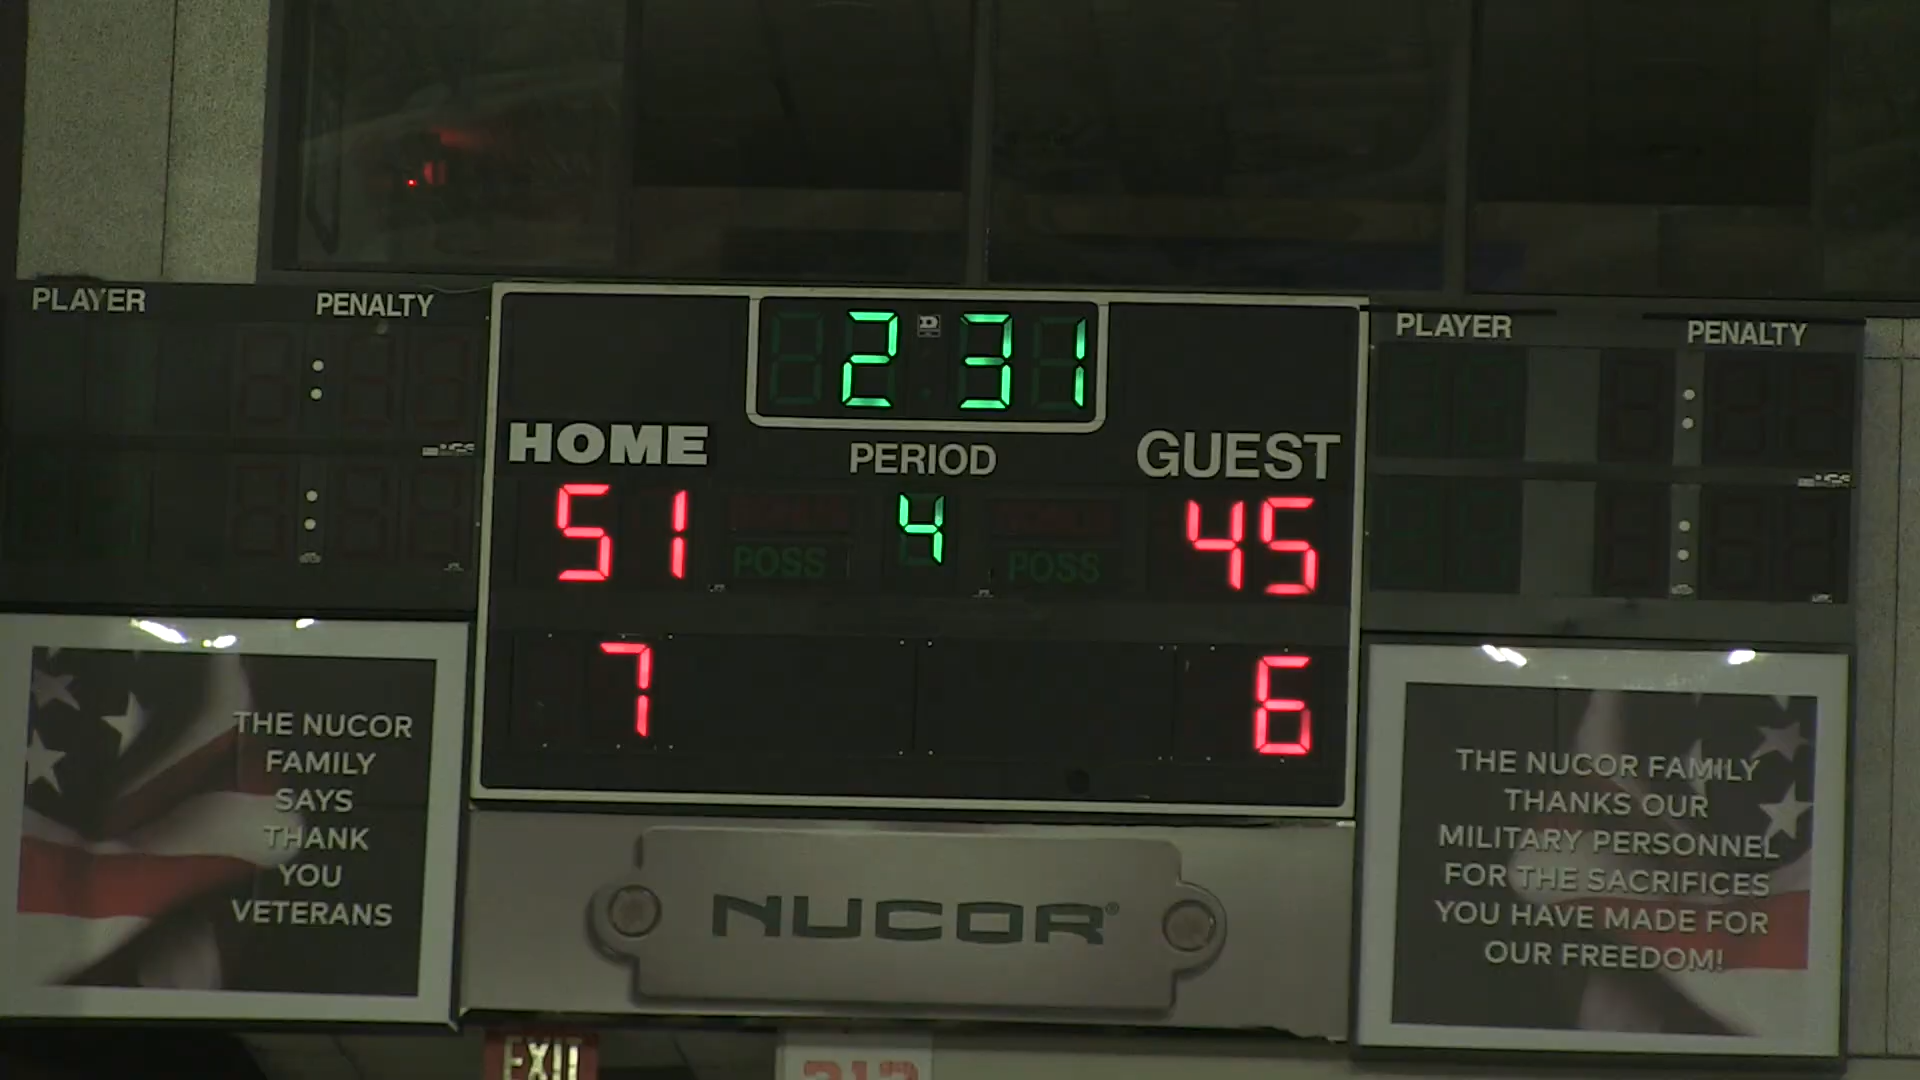 PLAYER PENALTY
2 31
PLAYER PENALTY
HOME PERIOD GUEST
51 POSS 4 POSS 45
7 6
THE NUCOR
FAMILY
SAYS
THANK
YOU
VETERANS
THE NUCOR FAMILY
THANKS OUR
MILITARY PERSONNEL
FOR THE SACRIFICES
YOU HAVE MADE FOR
OUR FREEDOM!
NUCOR®
EXIT